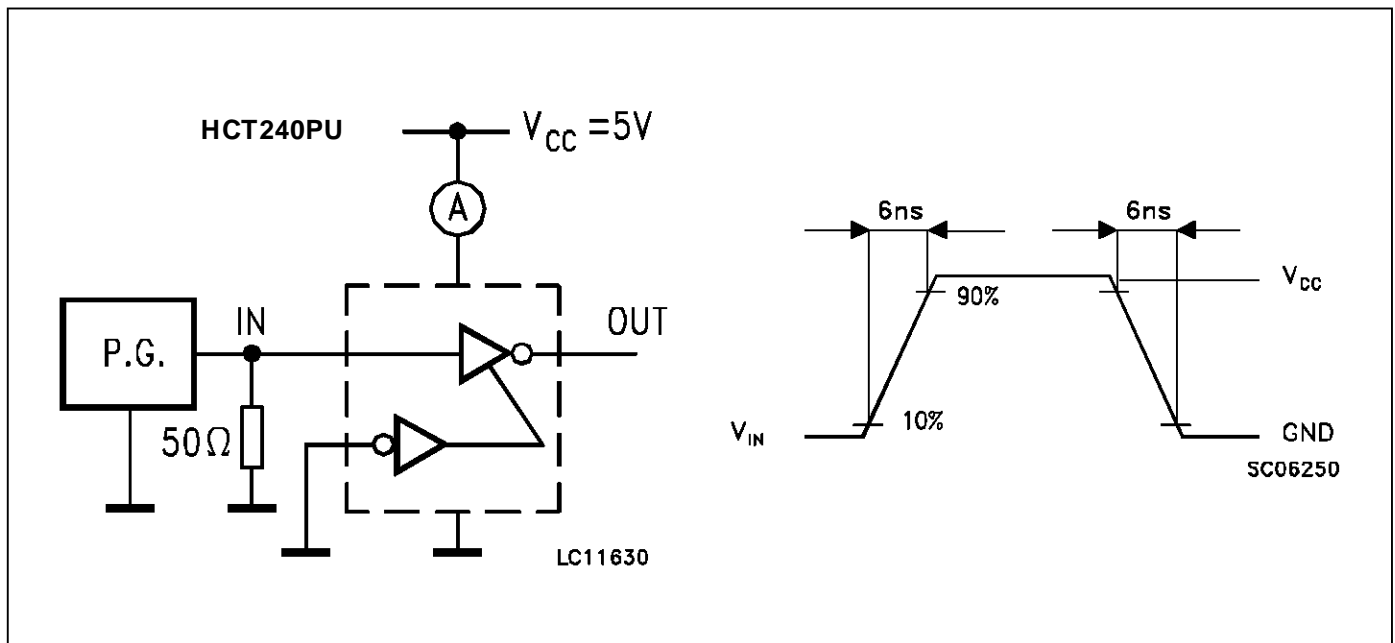 HCT240PU
V_CC =5V
A
P.G.
IN
OUT
50Ω
LC11630
6ns
6ns
V_CC
90%
10%
V_IN
GND
SC06250